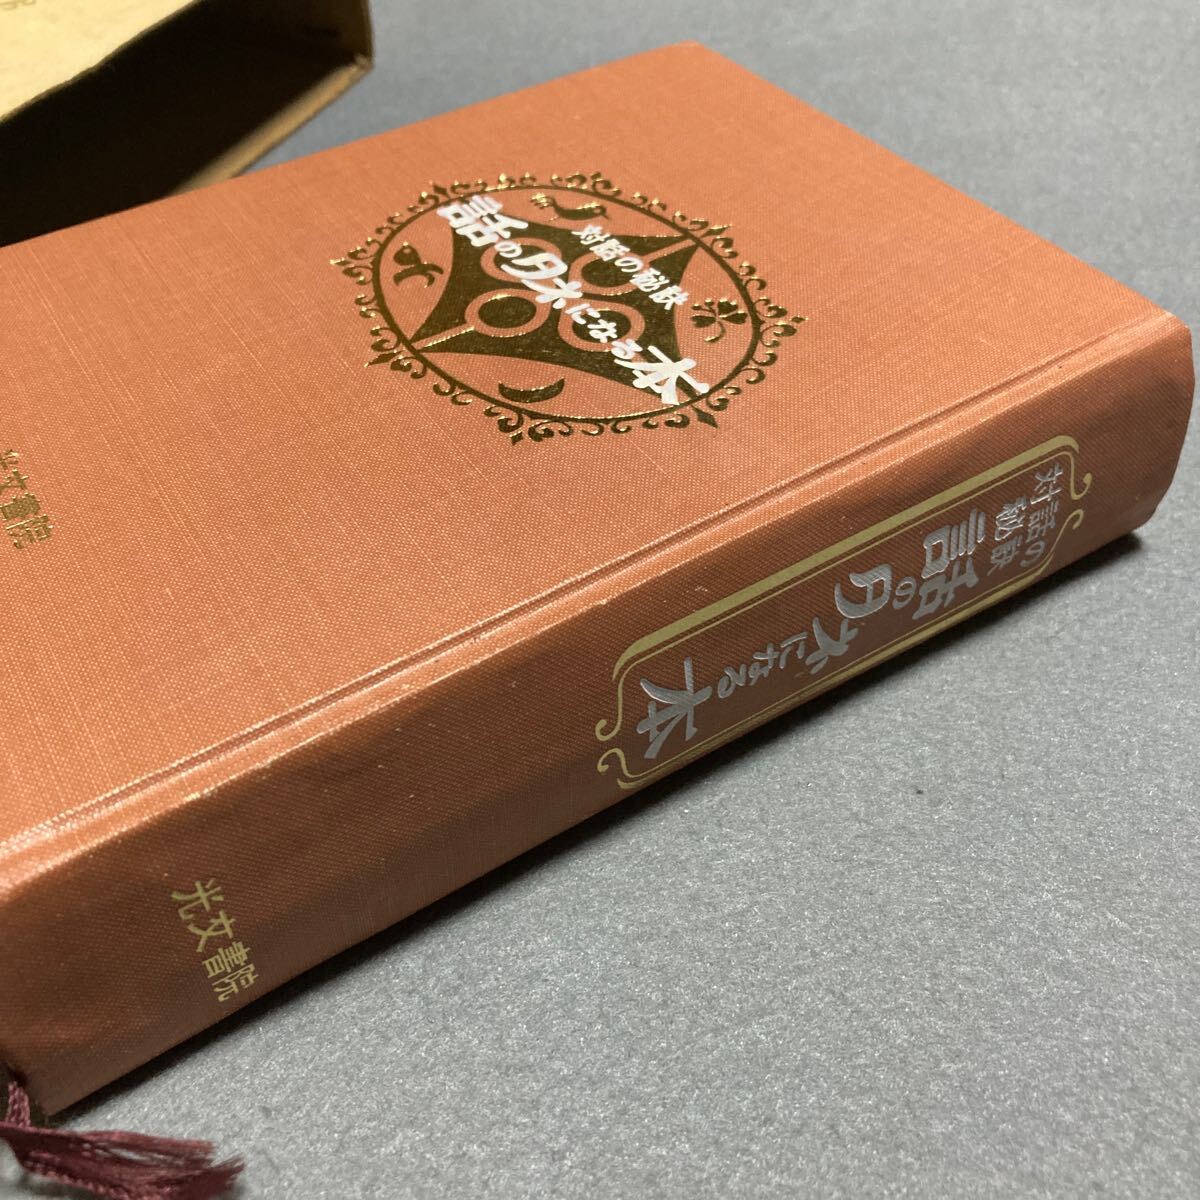 対話の秘訣
話のタネになる本
光文書院
対話の
秘訣
話のタネになる本
光文書院